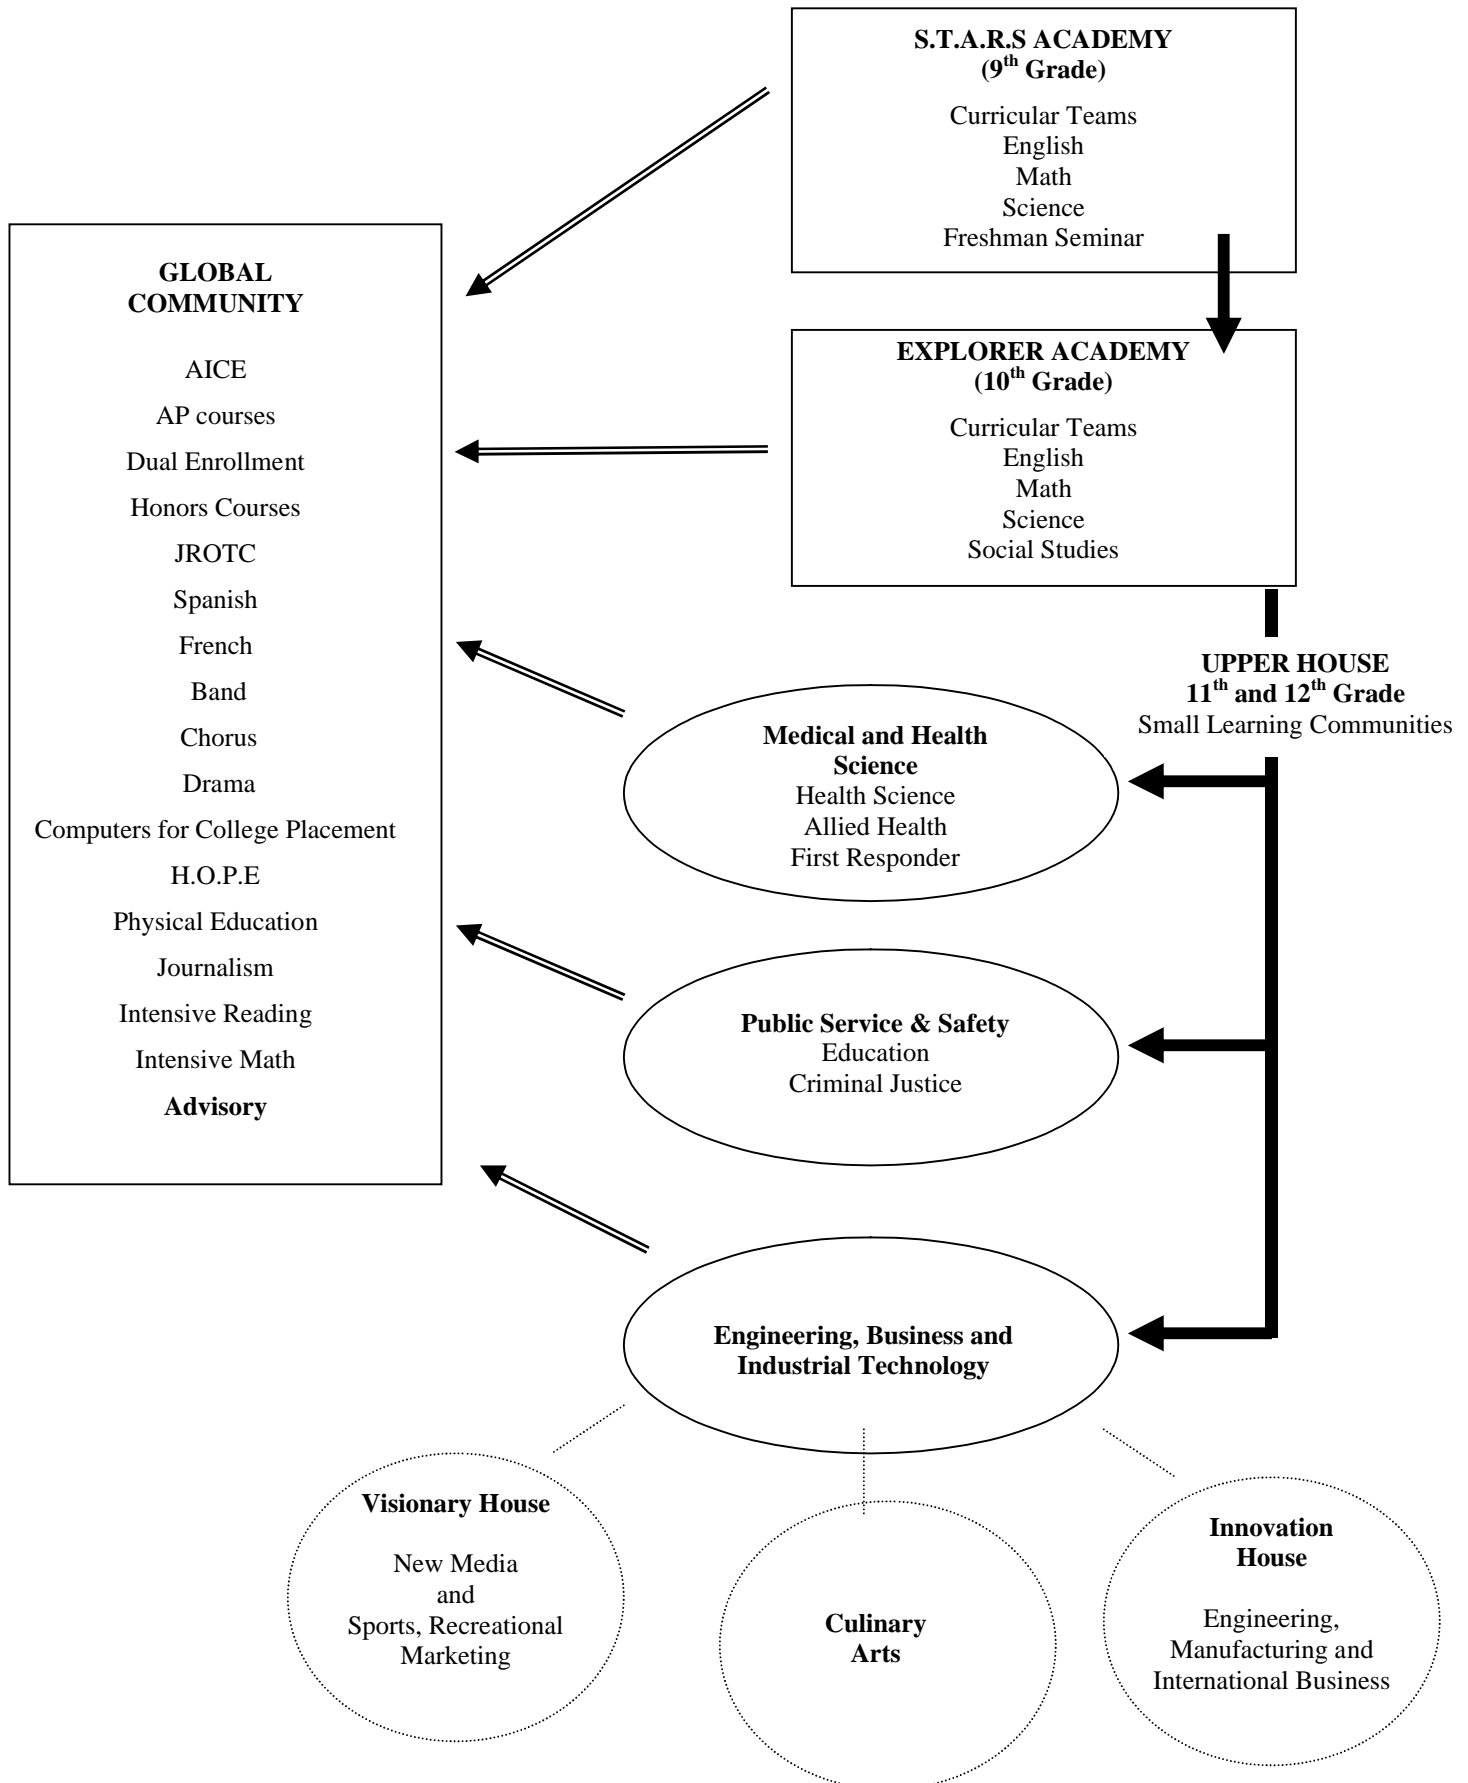 S.T.A.R.S ACADEMY
(9th Grade)
Curricular Teams
English
Math
Science
Freshman Seminar
GLOBAL
COMMUNITY
AICE
AP courses
Dual Enrollment
Honors Courses
JROTC
Spanish
French
Band
Chorus
Drama
Computers for College Placement
H.O.P.E
Physical Education
Journalism
Intensive Reading
Intensive Math
Advisory
EXPLORER ACADEMY
(10th Grade)
Curricular Teams
English
Math
Science
Social Studies
UPPER HOUSE
11th and 12th Grade
Small Learning Communities
Medical and Health
Science
Health Science
Allied Health
First Responder
Public Service & Safety
Education
Criminal Justice
Engineering, Business and
Industrial Technology
Visionary House
New Media
and
Sports, Recreational
Marketing
Culinary
Arts
Innovation
House
Engineering,
Manufacturing and
International Business